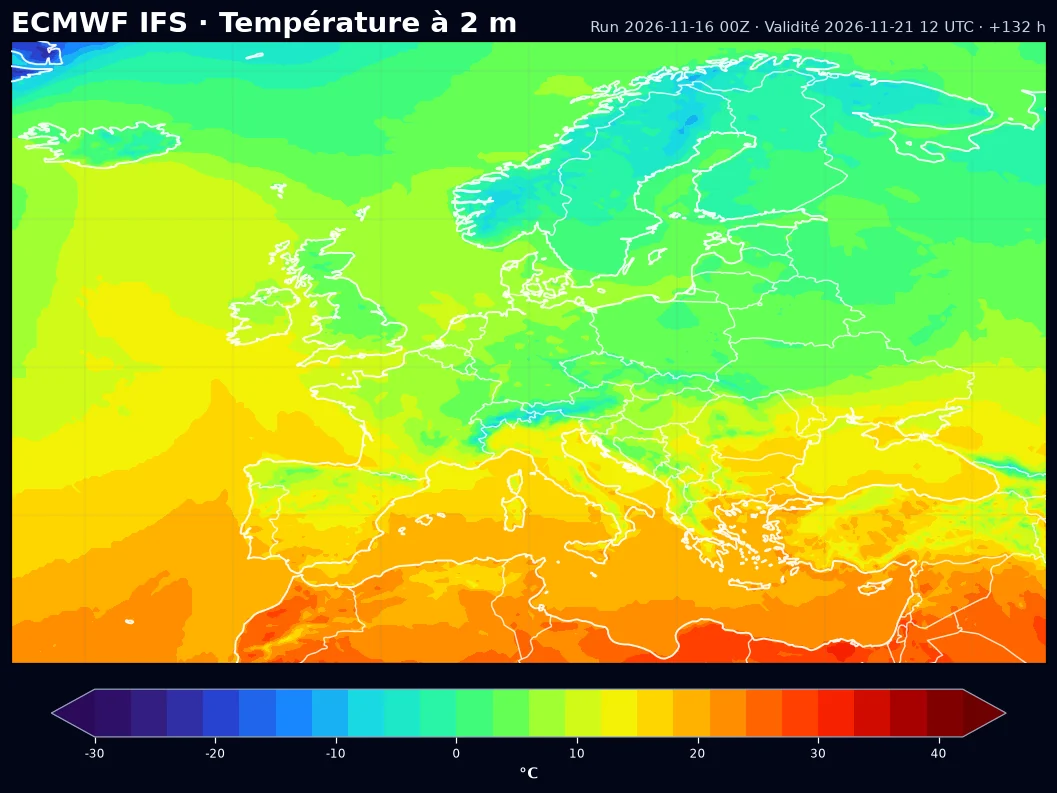 ECMWF IFS · Température à 2 m
Run 2026-11-16 00Z · Validité 2026-11-21 12 UTC · +132 h
-30 -20 -10 0 10 20 30 40
°C